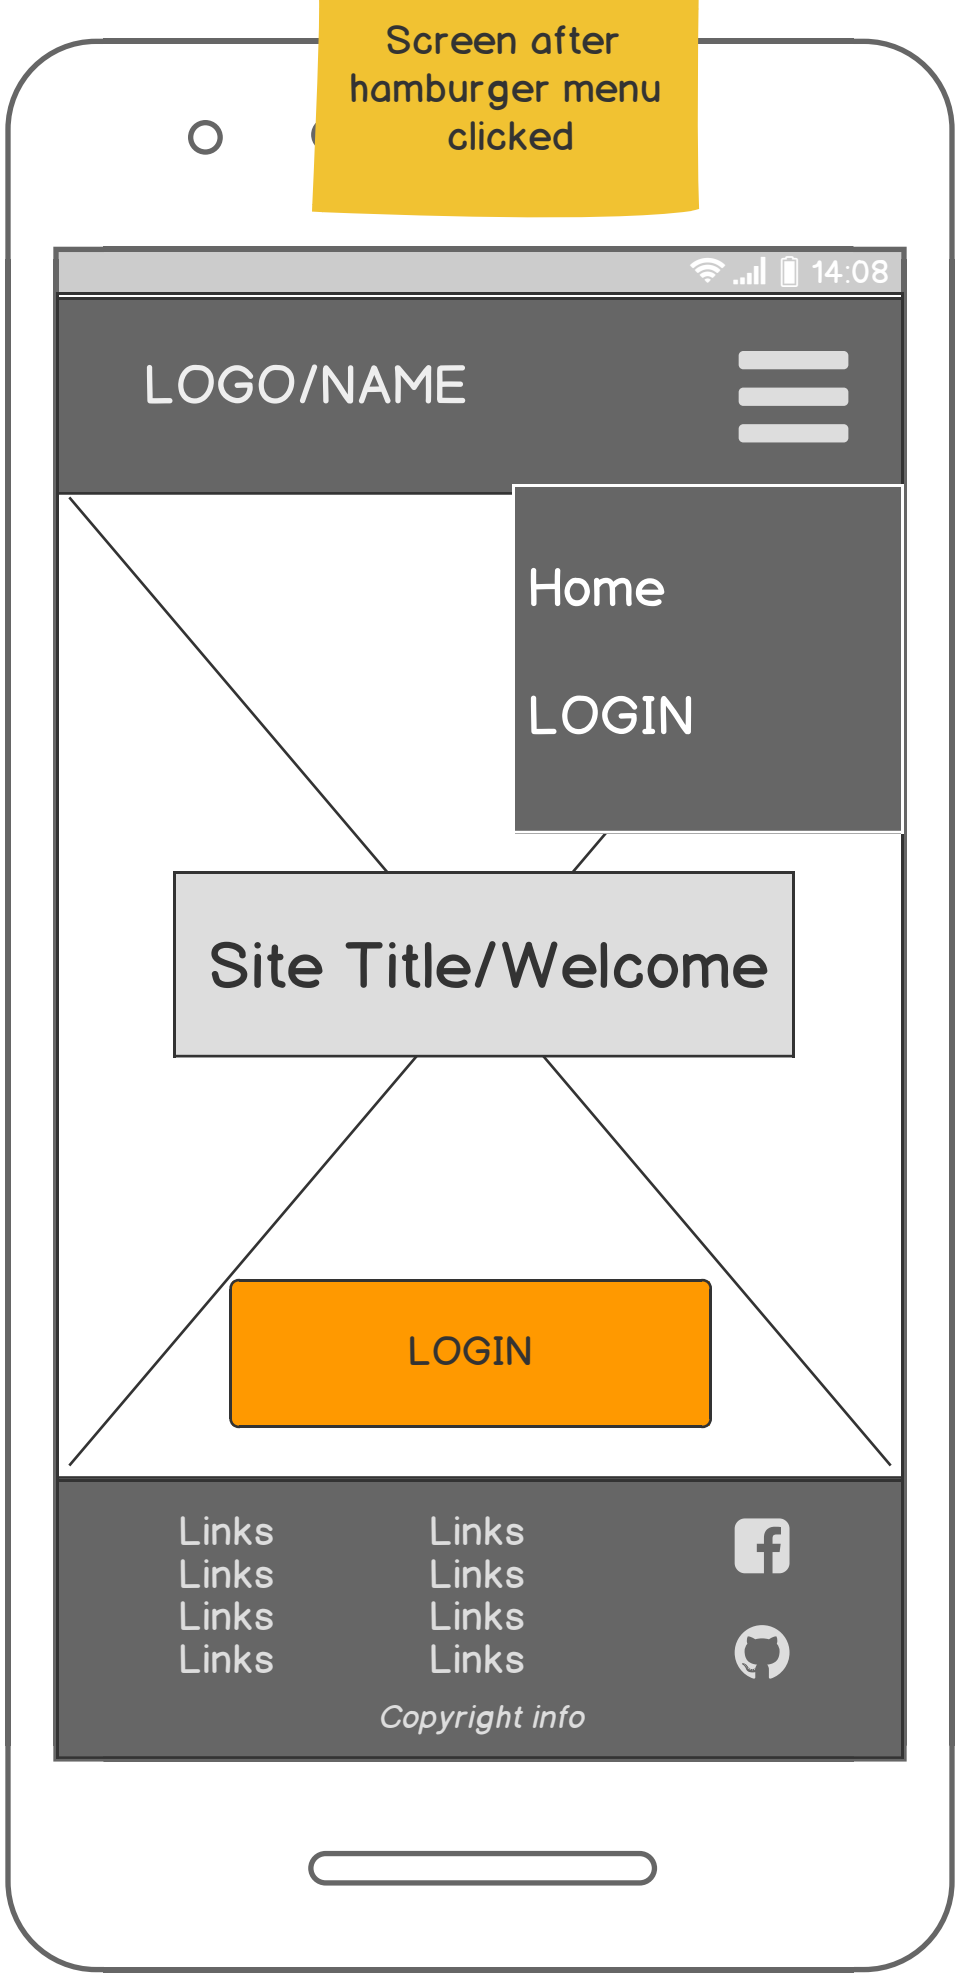 Screen after
hamburger menu
clicked
14:08
LOGO/NAME
Home
LOGIN
Site Title/Welcome
LOGIN
Links Links
Links Links
Links Links
Links Links
Copyright info